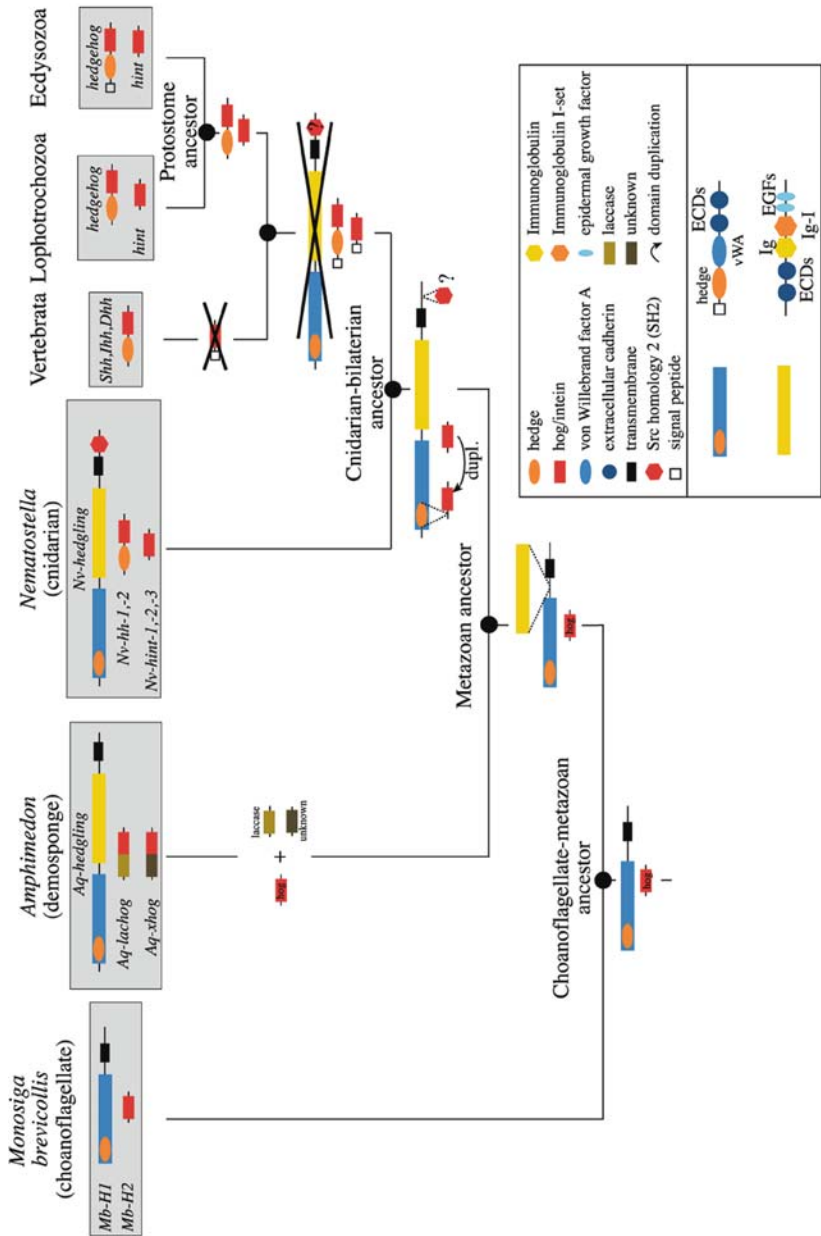 Monosiga
brevicollis
(choanoflagellate)
Mb-H1
Mb-H2
Amphimedon
(demosponge)
Aq-hedgling
Aq-lachog
Aq-xhog
hog
+
laccase
unknown
Nematostella
(cnidarian)
Nv-hedgling
Nv-hh-1,-2
Nv-hint-1,-2,-3
Vertebrata
Shh,Ihh,Dhh
Lophotrochozoa
hedgehog
hint
Ecdysozoa
hedgehog
hint
Protostome
ancestor
?
Cnidarian-bilaterian
ancestor
?
dupl.
Metazoan ancestor
hog
Choanoflagellate-metazoan
ancestor
hog
hedge
hog/intein
von Willebrand factor A
extracellular cadherin
transmembrane
Src homology 2 (SH2)
signal peptide
Immunoglobulin
Immunoglobulin I-set
epidermal growth factor
laccase
unknown
domain duplication
hedge
vWA
ECDs
ECDs
Ig
Ig-I
EGFs